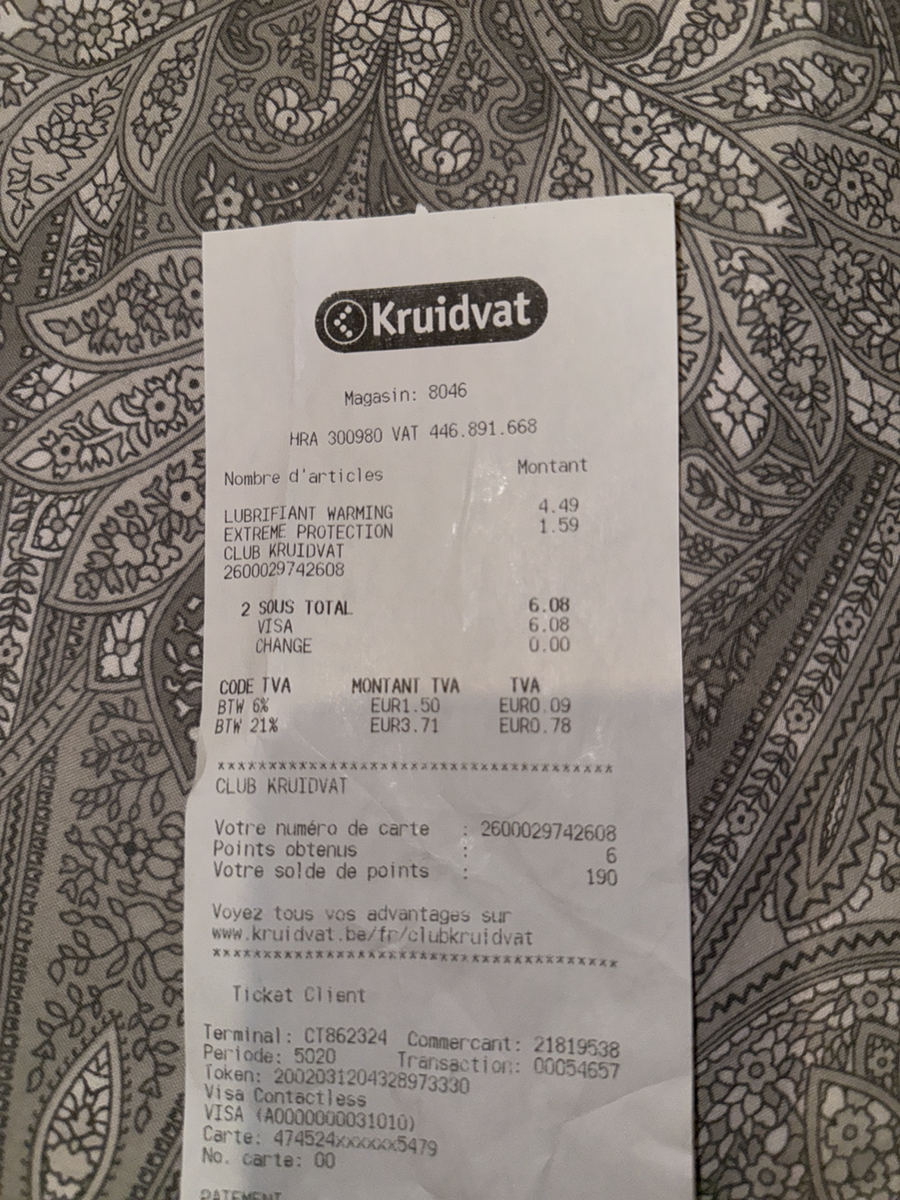 Kruidvat
Magasin: 8046
HRA 300980 VAT 446.891.668
Nombre d'articles Montant
LUBRIFIANT WARMING 4.49
EXTREME PROTECTION 1.59
CLUB KRUIDVAT
2600029742608
2 SOUS TOTAL 6.08
VISA 6.08
CHANGE 0.00
CODE TVA MONTANT TVA TVA
BTW 6% EUR1.50 EUR0.09
BTW 21% EUR3.71 EUR0.78
xxxxxxxxxxxxxxxxxxxxxxxxxxxxxxxxxxxxxxxx
CLUB KRUIDVAT
Votre numéro de carte : 2600029742608
Points obtenus : 6
Votre solde de points : 190
Voyez tous vos advantages sur
www.kruidvat.be/fr/clubkruidvat
xxxxxxxxxxxxxxxxxxxxxxxxxxxxxxxxxxxxxxxx
Ticket Client
Terminal: CT862324 Commercant: 21819538
Periode: 5020 Transaction: 00054657
Token: 2002031204328973330
Visa Contactless
VISA (A0000000031010)
Carte: 474524xxxxxx5479
No. carte: 00
PAIEMENT